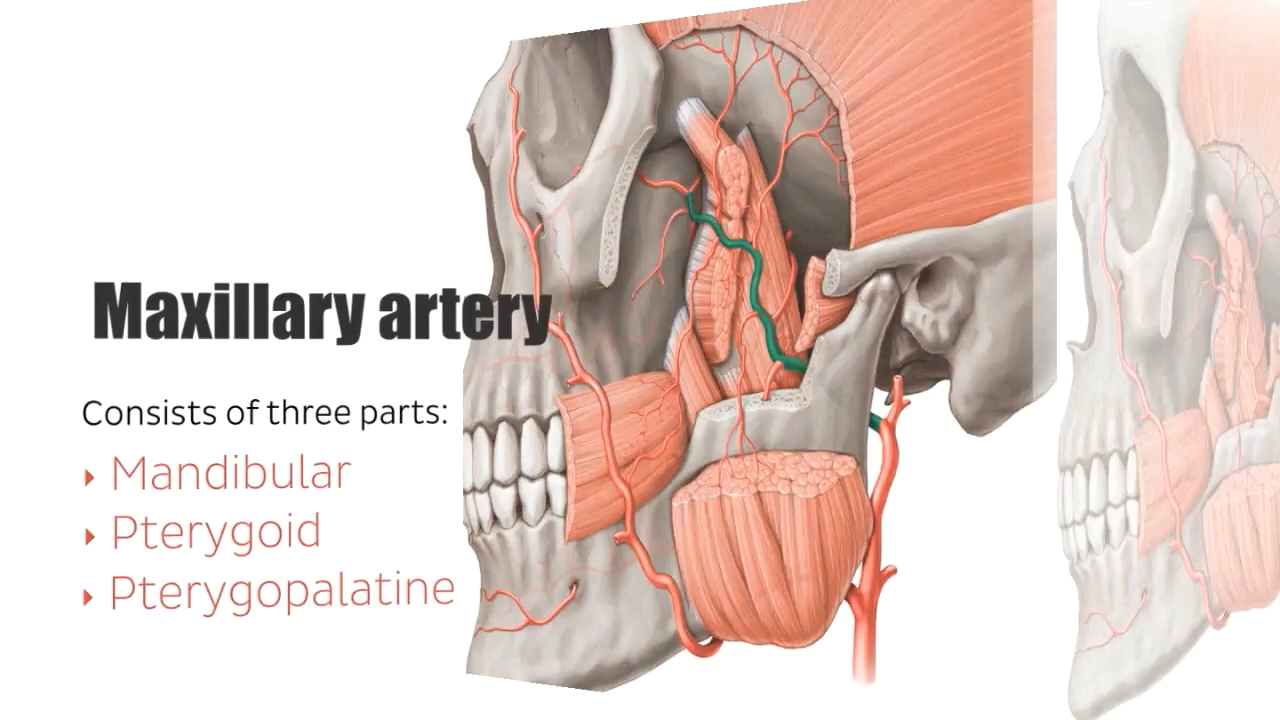 Maxillary artery
Consists of three parts:
Mandibular
Pterygoid
Pterygopalatine